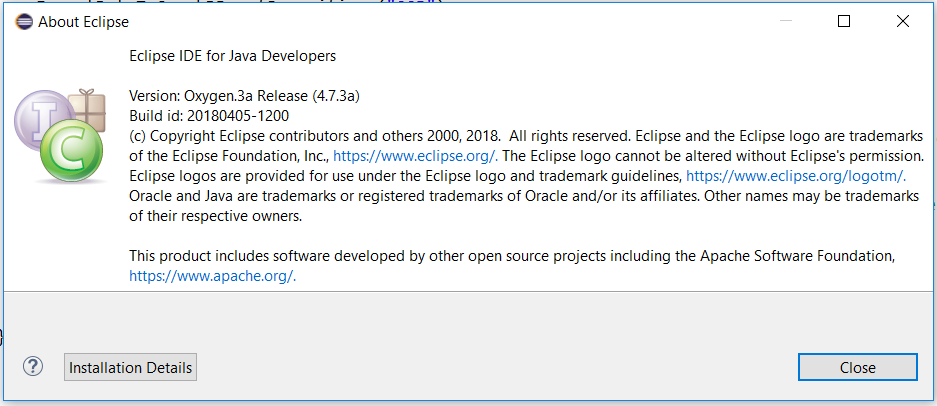 About Eclipse
Eclipse IDE for Java Developers
Version: Oxygen.3a Release (4.7.3a)
Build id: 20180405-1200
(c) Copyright Eclipse contributors and others 2000, 2018.  All rights reserved. Eclipse and the Eclipse logo are trademarks
of the Eclipse Foundation, Inc., https://www.eclipse.org/. The Eclipse logo cannot be altered without Eclipse's permission.
Eclipse logos are provided for use under the Eclipse logo and trademark guidelines, https://www.eclipse.org/logotm/.
Oracle and Java are trademarks or registered trademarks of Oracle and/or its affiliates. Other names may be trademarks
of their respective owners.
This product includes software developed by other open source projects including the Apache Software Foundation,
https://www.apache.org/.
I
C
? Installation Details Close